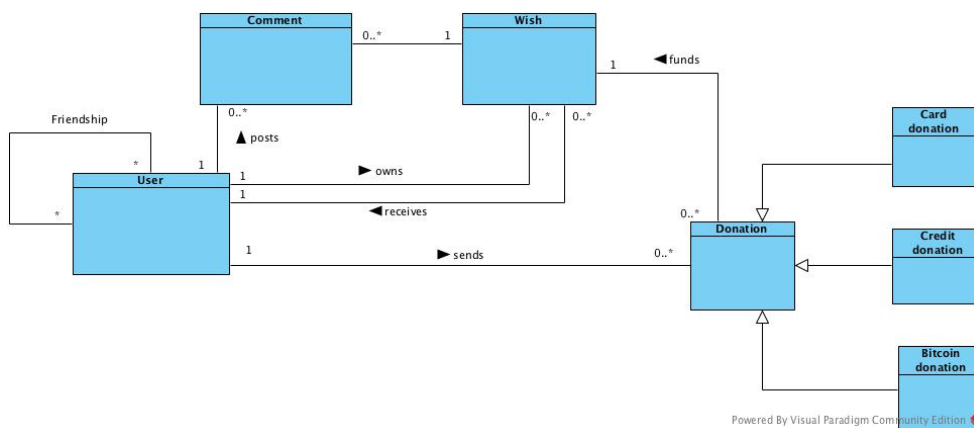 Comment
Wish
0..*
1
funds
1
Friendship
0..*
0..*
0..*
Card
donation
posts
*
1
User
1
owns
1
receives
*
0..*
Donation
Credit
donation
1
sends
0..*
Bitcoin
donation
Powered By Visual Paradigm Community Edition